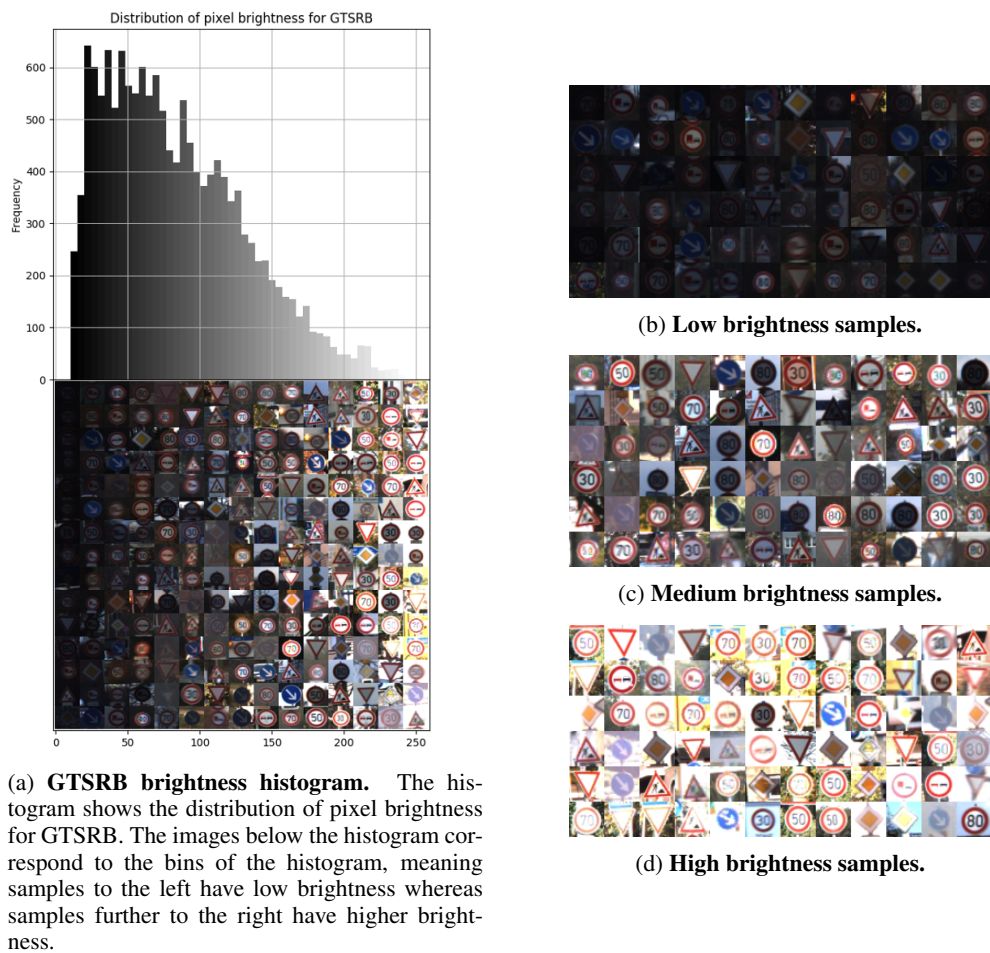 Distribution of pixel brightness for GTSRB
600
500
400
300
200
100
0
Frequency
0 50 100 150 200 250
(a) GTSRB brightness histogram. The his-
togram shows the distribution of pixel brightness
for GTSRB. The images below the histogram cor-
respond to the bins of the histogram, meaning
samples to the left have low brightness whereas
samples further to the right have higher bright-
ness.
(b) Low brightness samples.
(c) Medium brightness samples.
(d) High brightness samples.